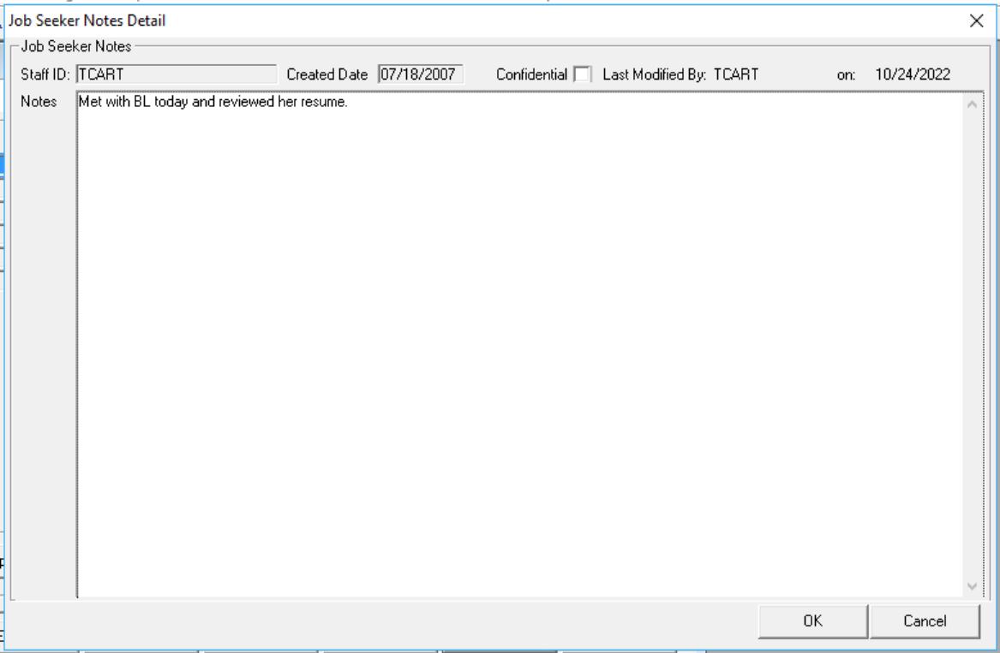 Job Seeker Notes Detail
Job Seeker Notes
Staff ID: TCART Created Date 07/18/2007 Confidential Last Modified By: TCART on: 10/24/2022
Notes Met with BL today and reviewed her resume.
OK Cancel